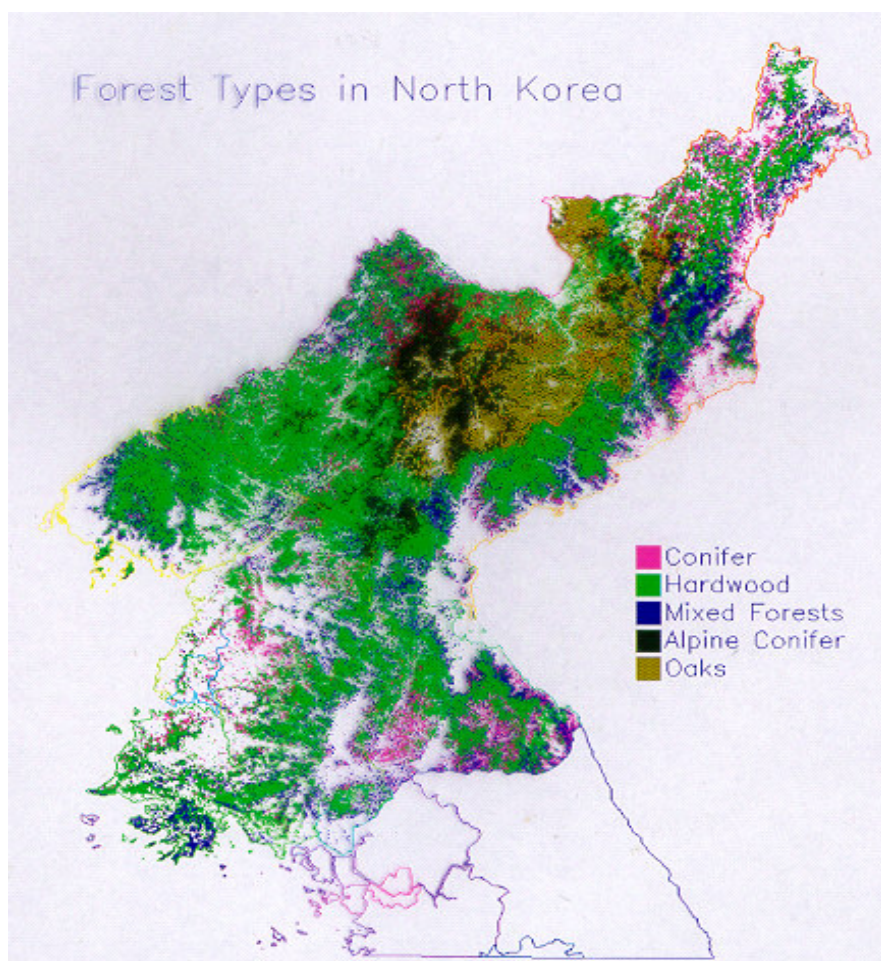 Forest Types in North Korea
Conifer
Hardwood
Mixed Forests
Alpine Conifer
Oaks